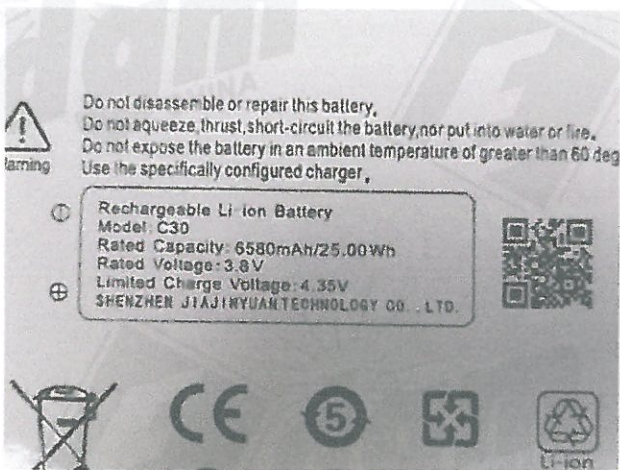 Do not disassemble or repair this battery.
Do not aqueeze, thrust, short-circuit the battery, nor put into water or fire.
Do not expose the battery in an ambient temperature of greater than 60 deg
Use the specifically configured charger.
Warning
Rechargeable Li-ion Battery
Model: C30
Rated Capacity: 6580mAh/25.00Wh
Rated Voltage: 3.8V
Limited Charge Voltage: 4.35V
SHENZHEN JIAJINYUAN TECHNOLOGY CO., LTD.
CE
5
Li-ion